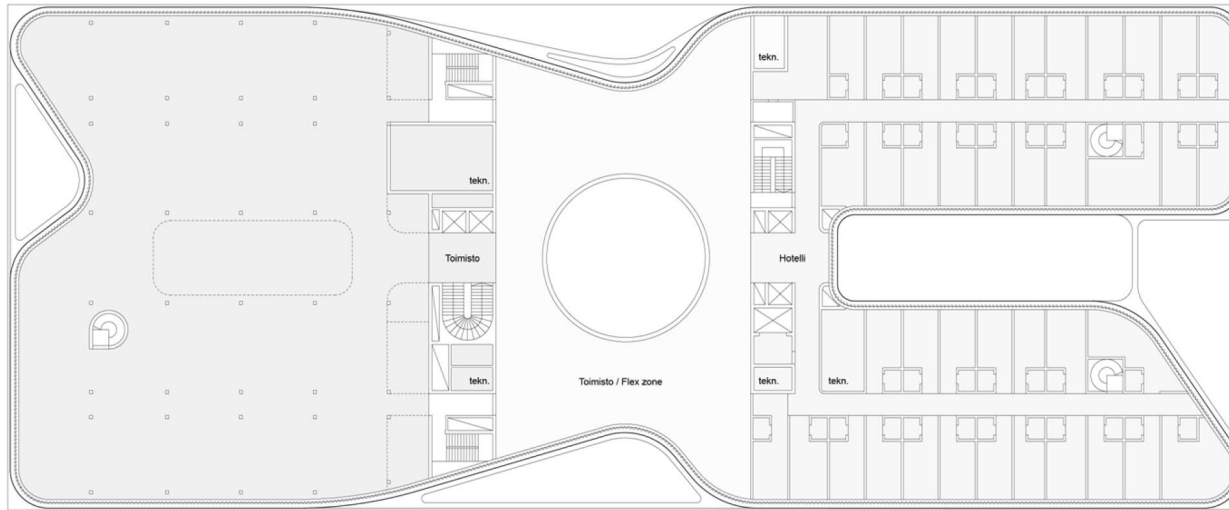 tekn.
tekn.
Toimisto
Hotelli
Toimisto / Flex zone
tekn.
tekn.
tekn.